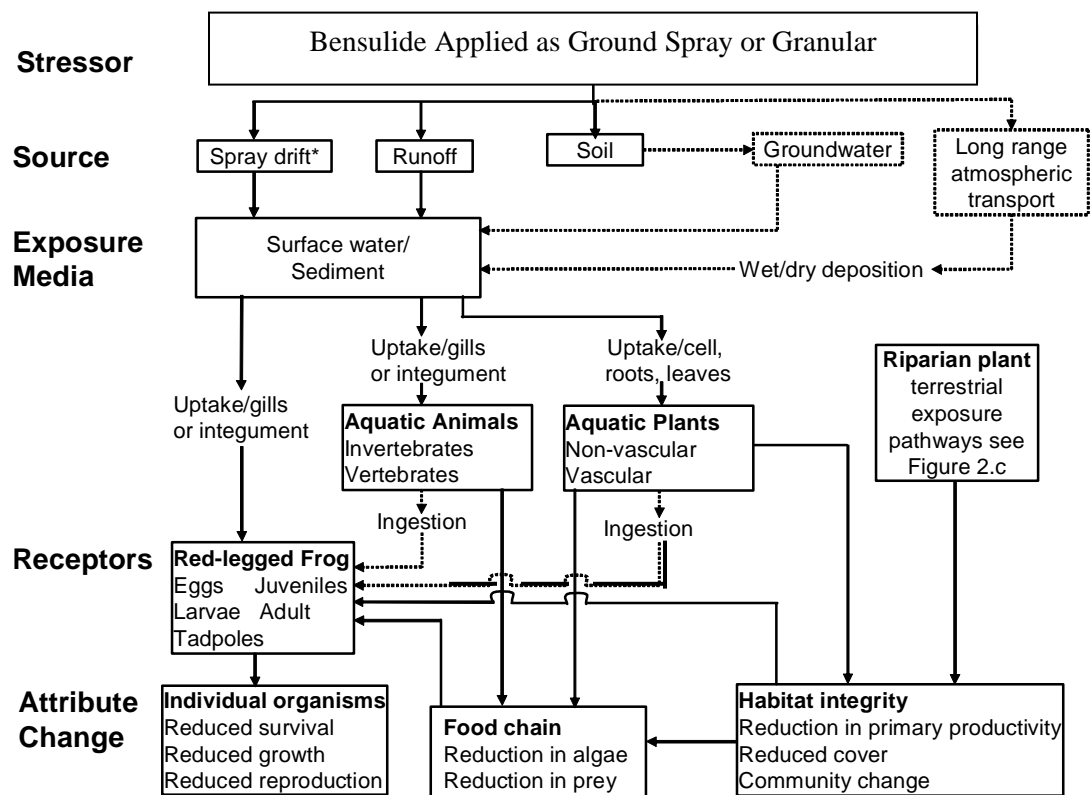 Stressor
Bensulide Applied as Ground Spray or Granular
Source
Spray drift*
Runoff
Soil
Groundwater
Long range
atmospheric
transport
Exposure
Media
Surface water/
Sediment
Wet/dry deposition
Uptake/gills
or integument
Uptake/gills
or integument
Uptake/cell,
roots, leaves
Riparian plant
terrestrial
exposure
pathways see
Figure 2.c
Aquatic Animals
Invertebrates
Vertebrates
Aquatic Plants
Non-vascular
Vascular
Ingestion
Ingestion
Receptors
Red-legged Frog
Eggs Juveniles
Larvae Adult
Tadpoles
Attribute
Change
Individual organisms
Reduced survival
Reduced growth
Reduced reproduction
Food chain
Reduction in algae
Reduction in prey
Habitat integrity
Reduction in primary productivity
Reduced cover
Community change